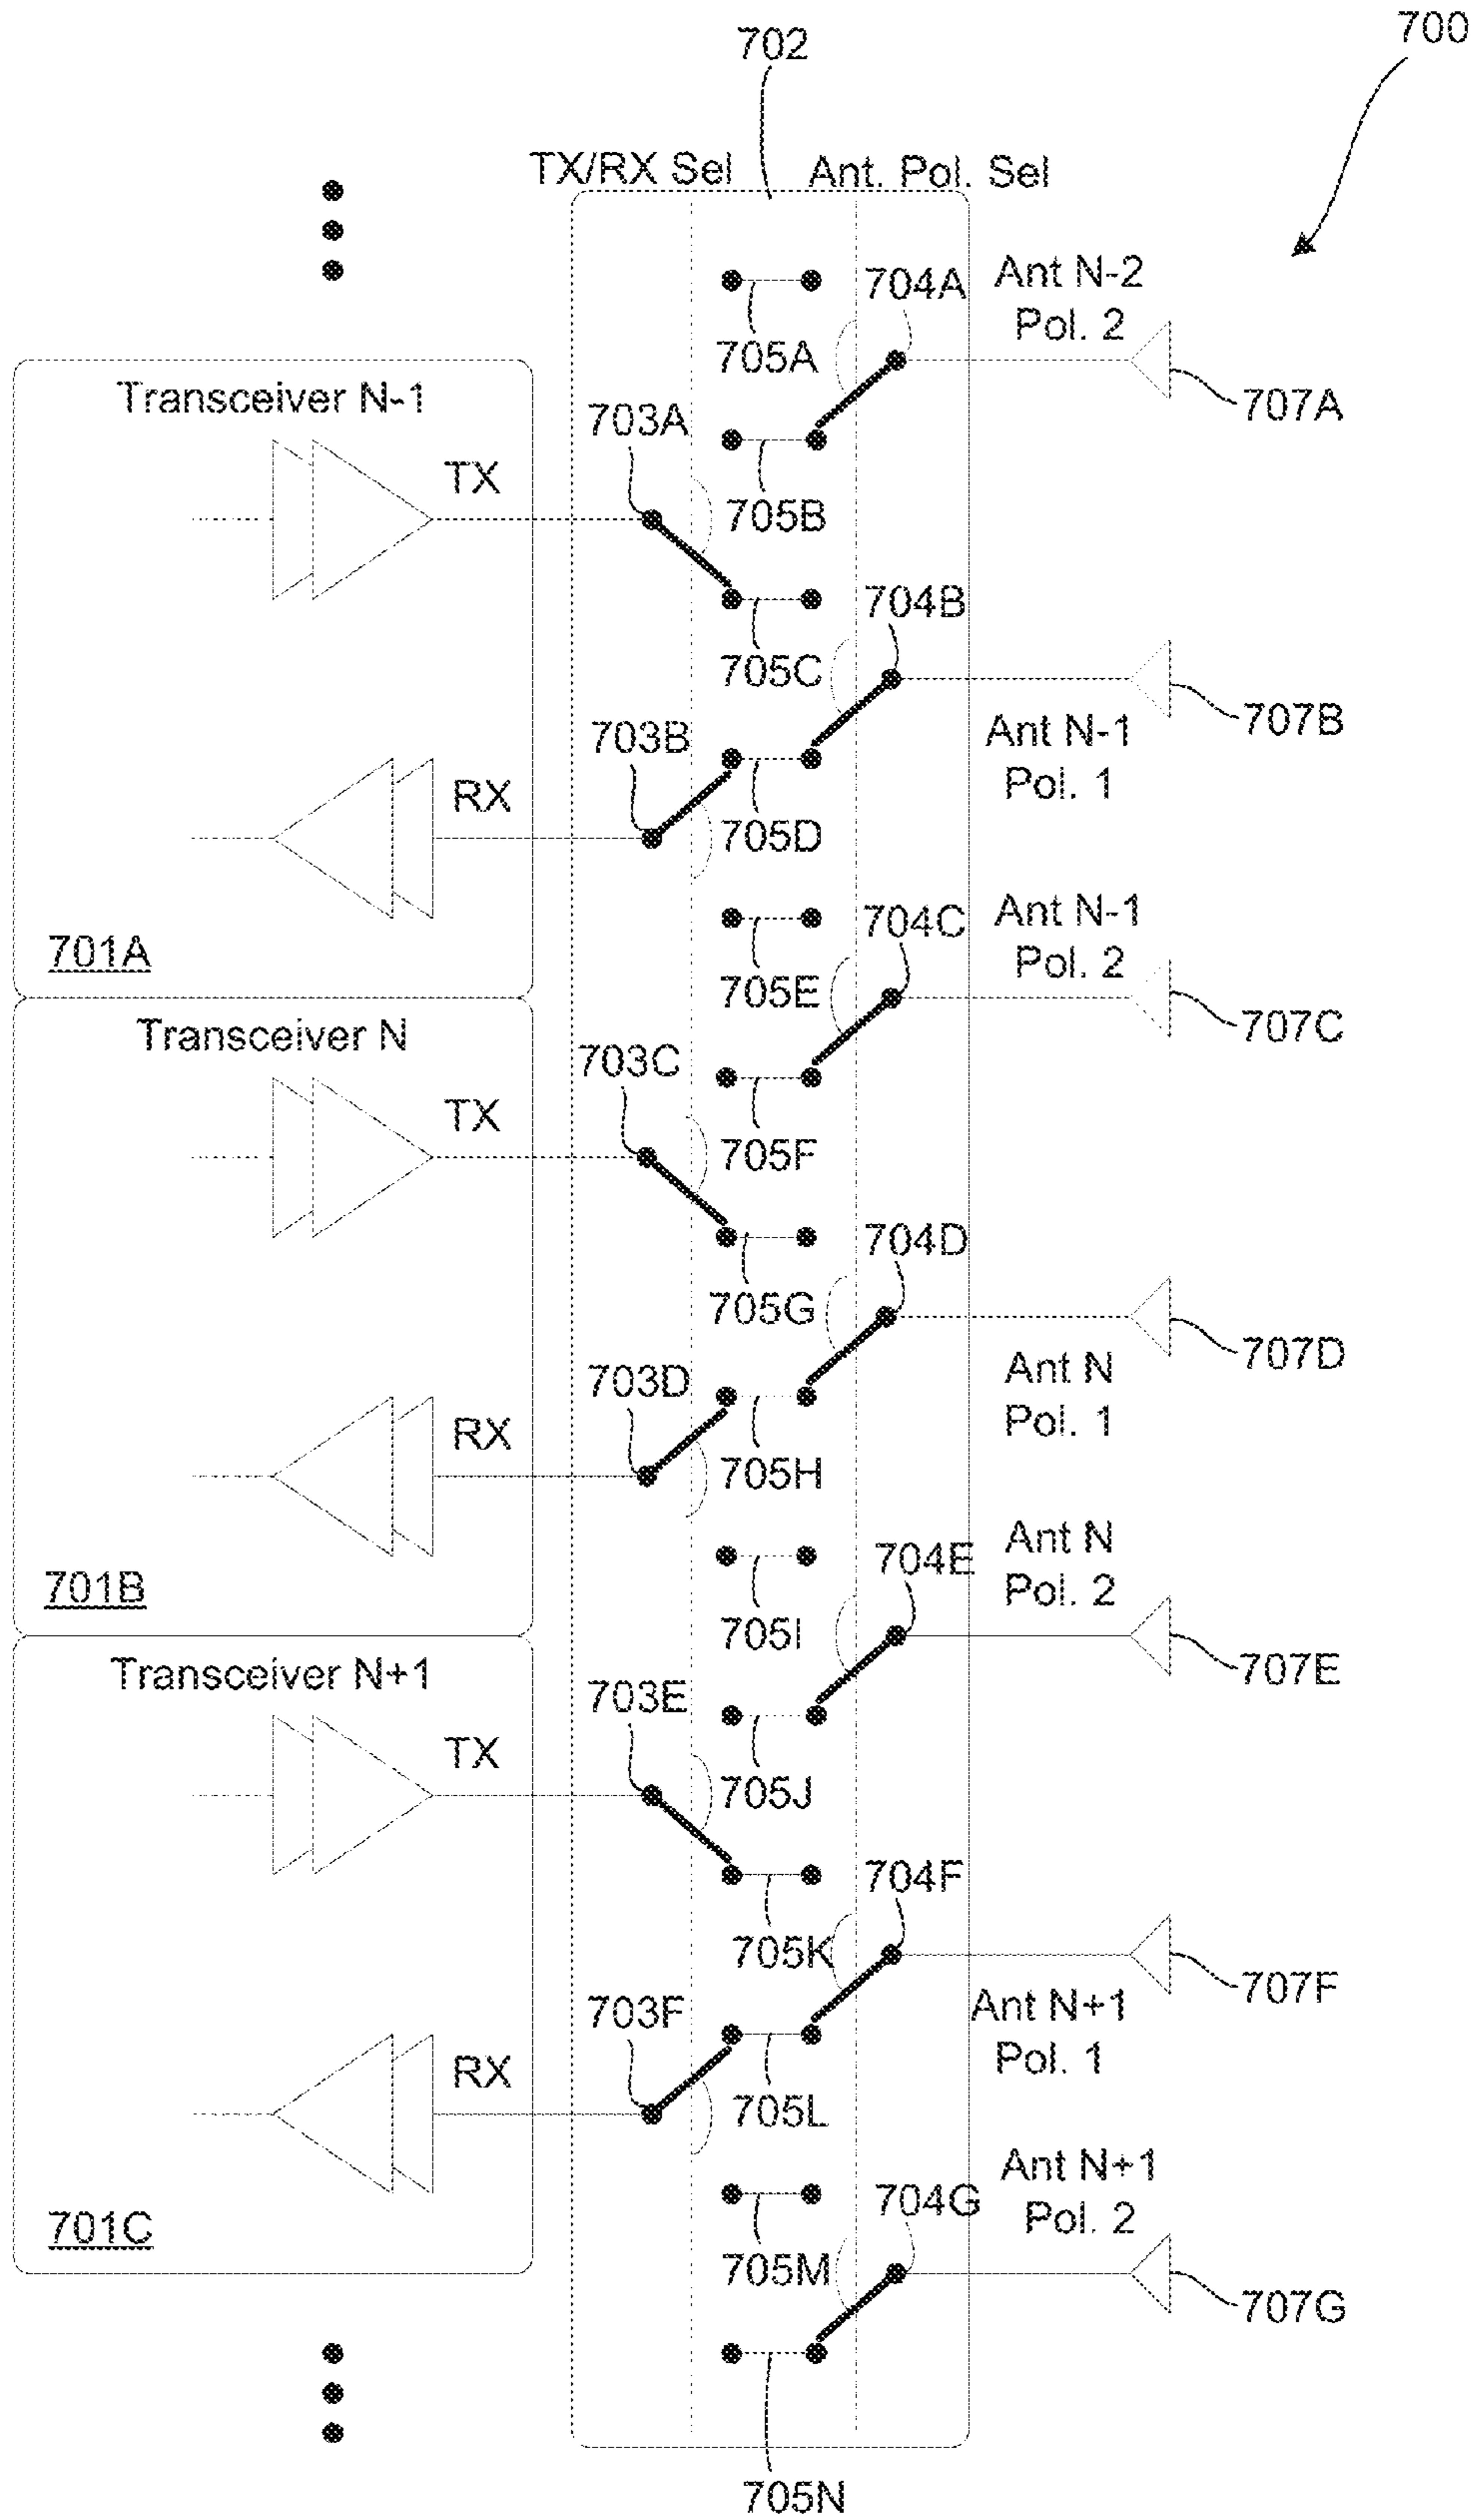 700
702
TX/RX Sel
Ant. Pol. Sel
704A
Ant N-2
Pol. 2
705A
707A
Transceiver N-1
703A
TX
705B
704B
705C
707B
703B
Ant N-1
Pol. 1
RX
705D
704C
Ant N-1
Pol. 2
701A
705E
707C
Transceiver N
703C
TX
705F
704D
705G
707D
703D
Ant N
Pol. 1
RX
705H
704E
Ant N
Pol. 2
701B
705I
707E
Transceiver N+1
703E
TX
705J
704F
705K
707F
703F
Ant N+1
Pol. 1
RX
705L
704G
Ant N+1
Pol. 2
701C
705M
707G
705N